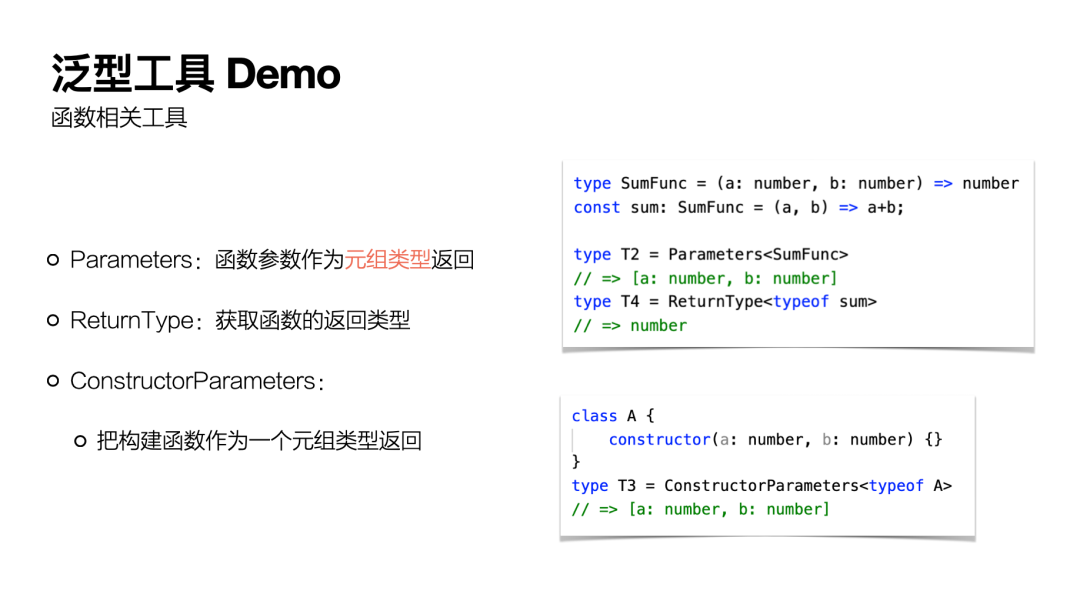 泛型工具 Demo
函数相关工具
Parameters：函数参数作为元组类型返回
ReturnType：获取函数的返回类型
ConstructorParameters：
把构建函数作为一个元组类型返回
type SumFunc = (a: number, b: number) => number
const sum: SumFunc = (a, b) => a+b;
type T2 = Parameters<SumFunc>
// => [a: number, b: number]
type T4 = ReturnType<typeof sum>
// => number
class A {
    constructor(a: number, b: number) {}
}
type T3 = ConstructorParameters<typeof A>
// => [a: number, b: number]